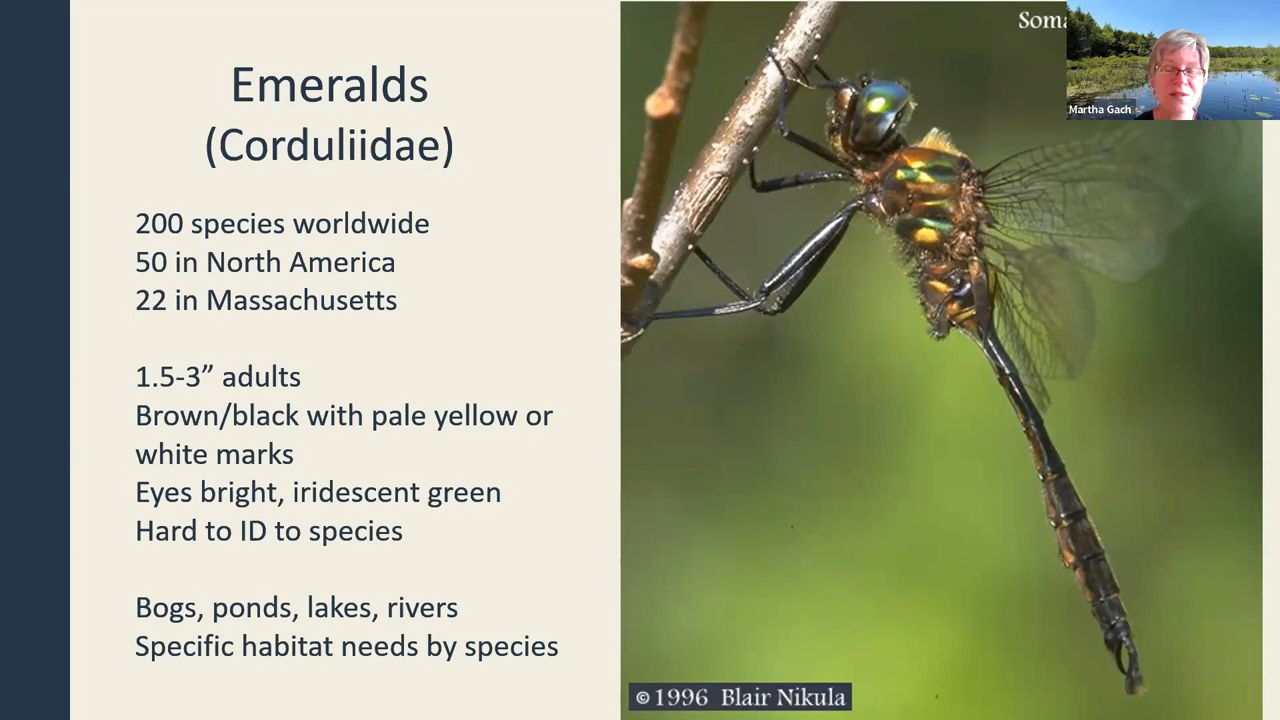 Emeralds
(Corduliidae)
200 species worldwide
50 in North America
22 in Massachusetts
1.5-3” adults
Brown/black with pale yellow or
white marks
Eyes bright, iridescent green
Hard to ID to species
Bogs, ponds, lakes, rivers
Specific habitat needs by species
Martha Gach
© 1996 Blair Nikula